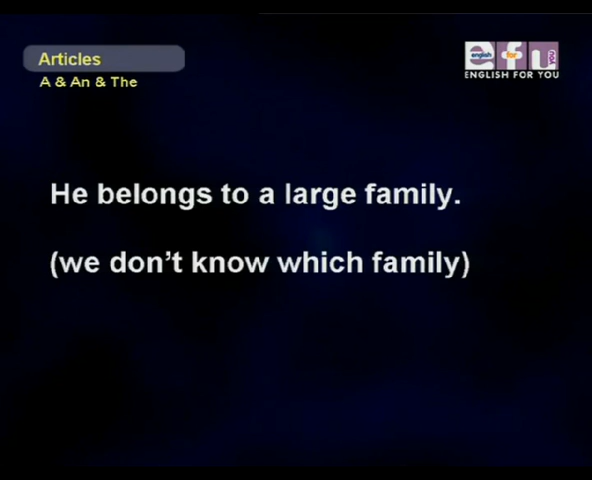 Articles
A & An & The
english for you
efu
ENGLISH FOR YOU
He belongs to a large family.
(we don't know which family)